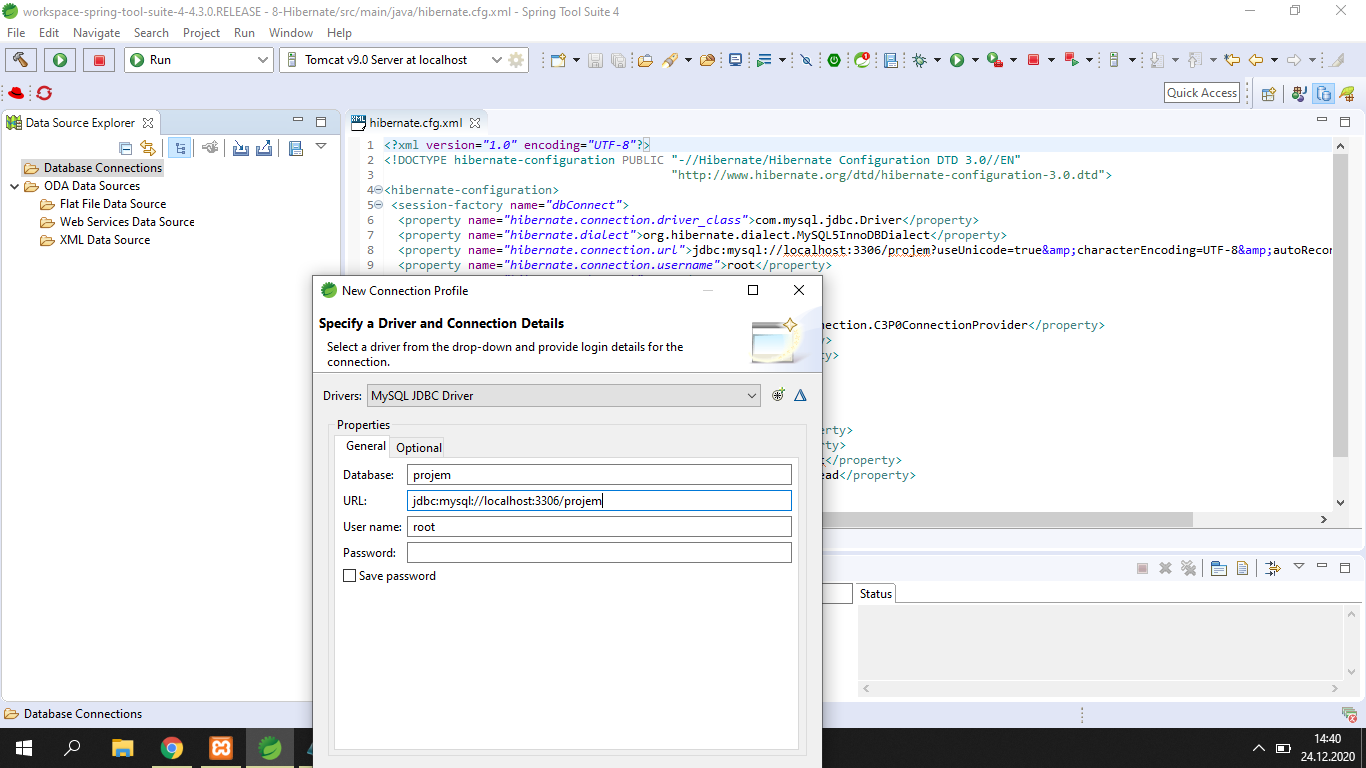 workspace-spring-tool-suite-4-4.3.0.RELEASE - 8-Hibernate/src/main/java/hibernate.cfg.xml - Spring Tool Suite 4
File Edit Navigate Search Project Run Window Help
Run
Tomcat v9.0 Server at localhost
Quick Access
Data Source Explorer
Database Connections
ODA Data Sources
Flat File Data Source
Web Services Data Source
XML Data Source
hibernate.cfg.xml
1 <?xml version="1.0" encoding="UTF-8"?>
2 <!DOCTYPE hibernate-configuration PUBLIC "-//Hibernate/Hibernate Configuration DTD 3.0//EN"
3 "http://www.hibernate.org/dtd/hibernate-configuration-3.0.dtd">
4 <hibernate-configuration>
5 <session-factory name="dbConnect">
6 <property name="hibernate.connection.driver_class">com.mysql.jdbc.Driver</property>
7 <property name="hibernate.dialect">org.hibernate.dialect.MySQL5InnoDBDialect</property>
8 <property name="hibernate.connection.url">jdbc:mysql://localhost:3306/projem?useUnicode=true&amp;characterEncoding=UTF-8&amp;autoRecon
9 <property name="hibernate.connection.username">root</property>
nection.C3P0ConnectionProvider</property>
ty>
rty>
erty>
ty>
t</property>
ead</property>
New Connection Profile
Specify a Driver and Connection Details
Select a driver from the drop-down and provide login details for the
connection.
Drivers: MySQL JDBC Driver
Properties
General Optional
Database: projem
URL: jdbc:mysql://localhost:3306/projem
User name: root
Password:
Save password
Status
Database Connections
14:40
24.12.2020